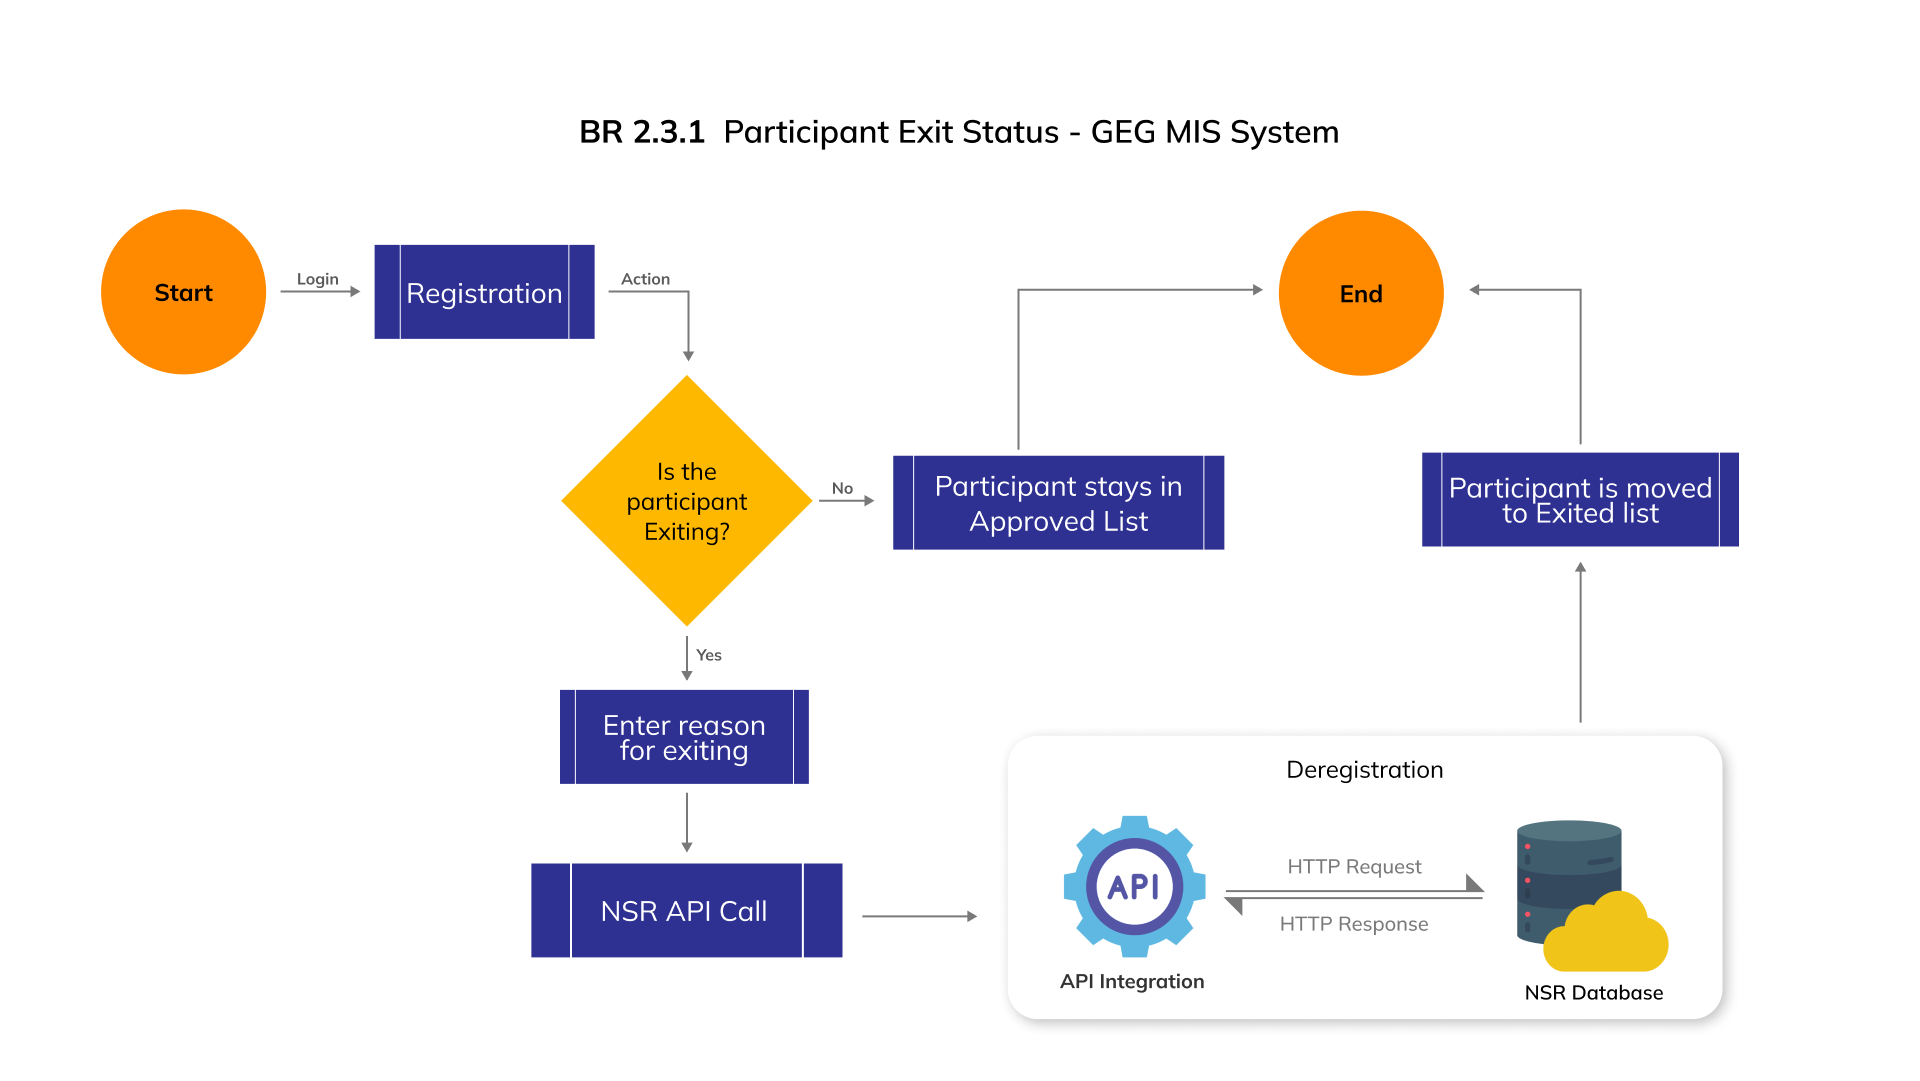 BR 2.3.1 Participant Exit Status - GEG MIS System
Start
Login
Registration
Action
End
Is the
participant
Exiting?
No
Participant stays in
Approved List
Participant is moved
to Exited list
Yes
Enter reason
for exiting
NSR API Call
Deregistration
API
HTTP Request
HTTP Response
API Integration
NSR Database